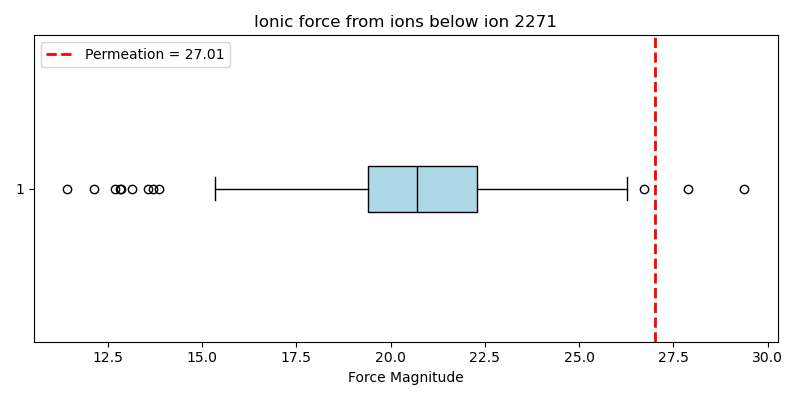 Ionic force from ions below ion 2271
Permeation = 27.01
1
12.5 15.0 17.5 20.0 22.5 25.0 27.5 30.0
Force Magnitude